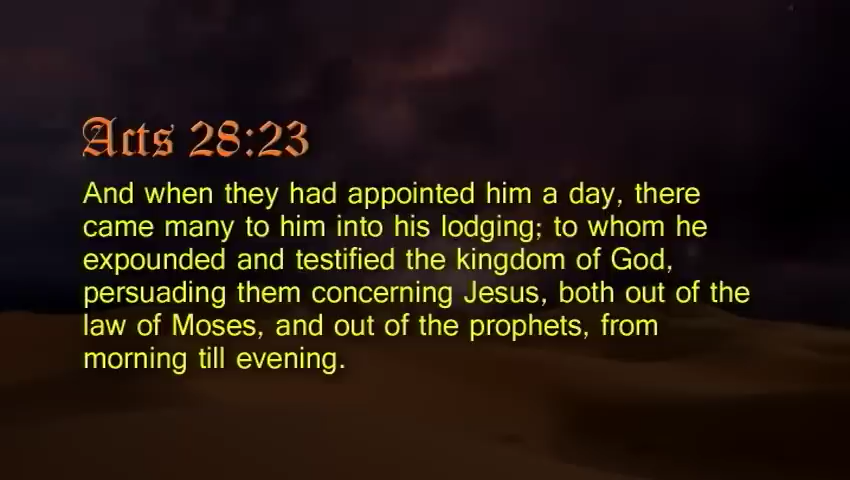 Acts 28:23
And when they had appointed him a day, there
came many to him into his lodging; to whom he
expounded and testified the kingdom of God,
persuading them concerning Jesus, both out of the
law of Moses, and out of the prophets, from
morning till evening.